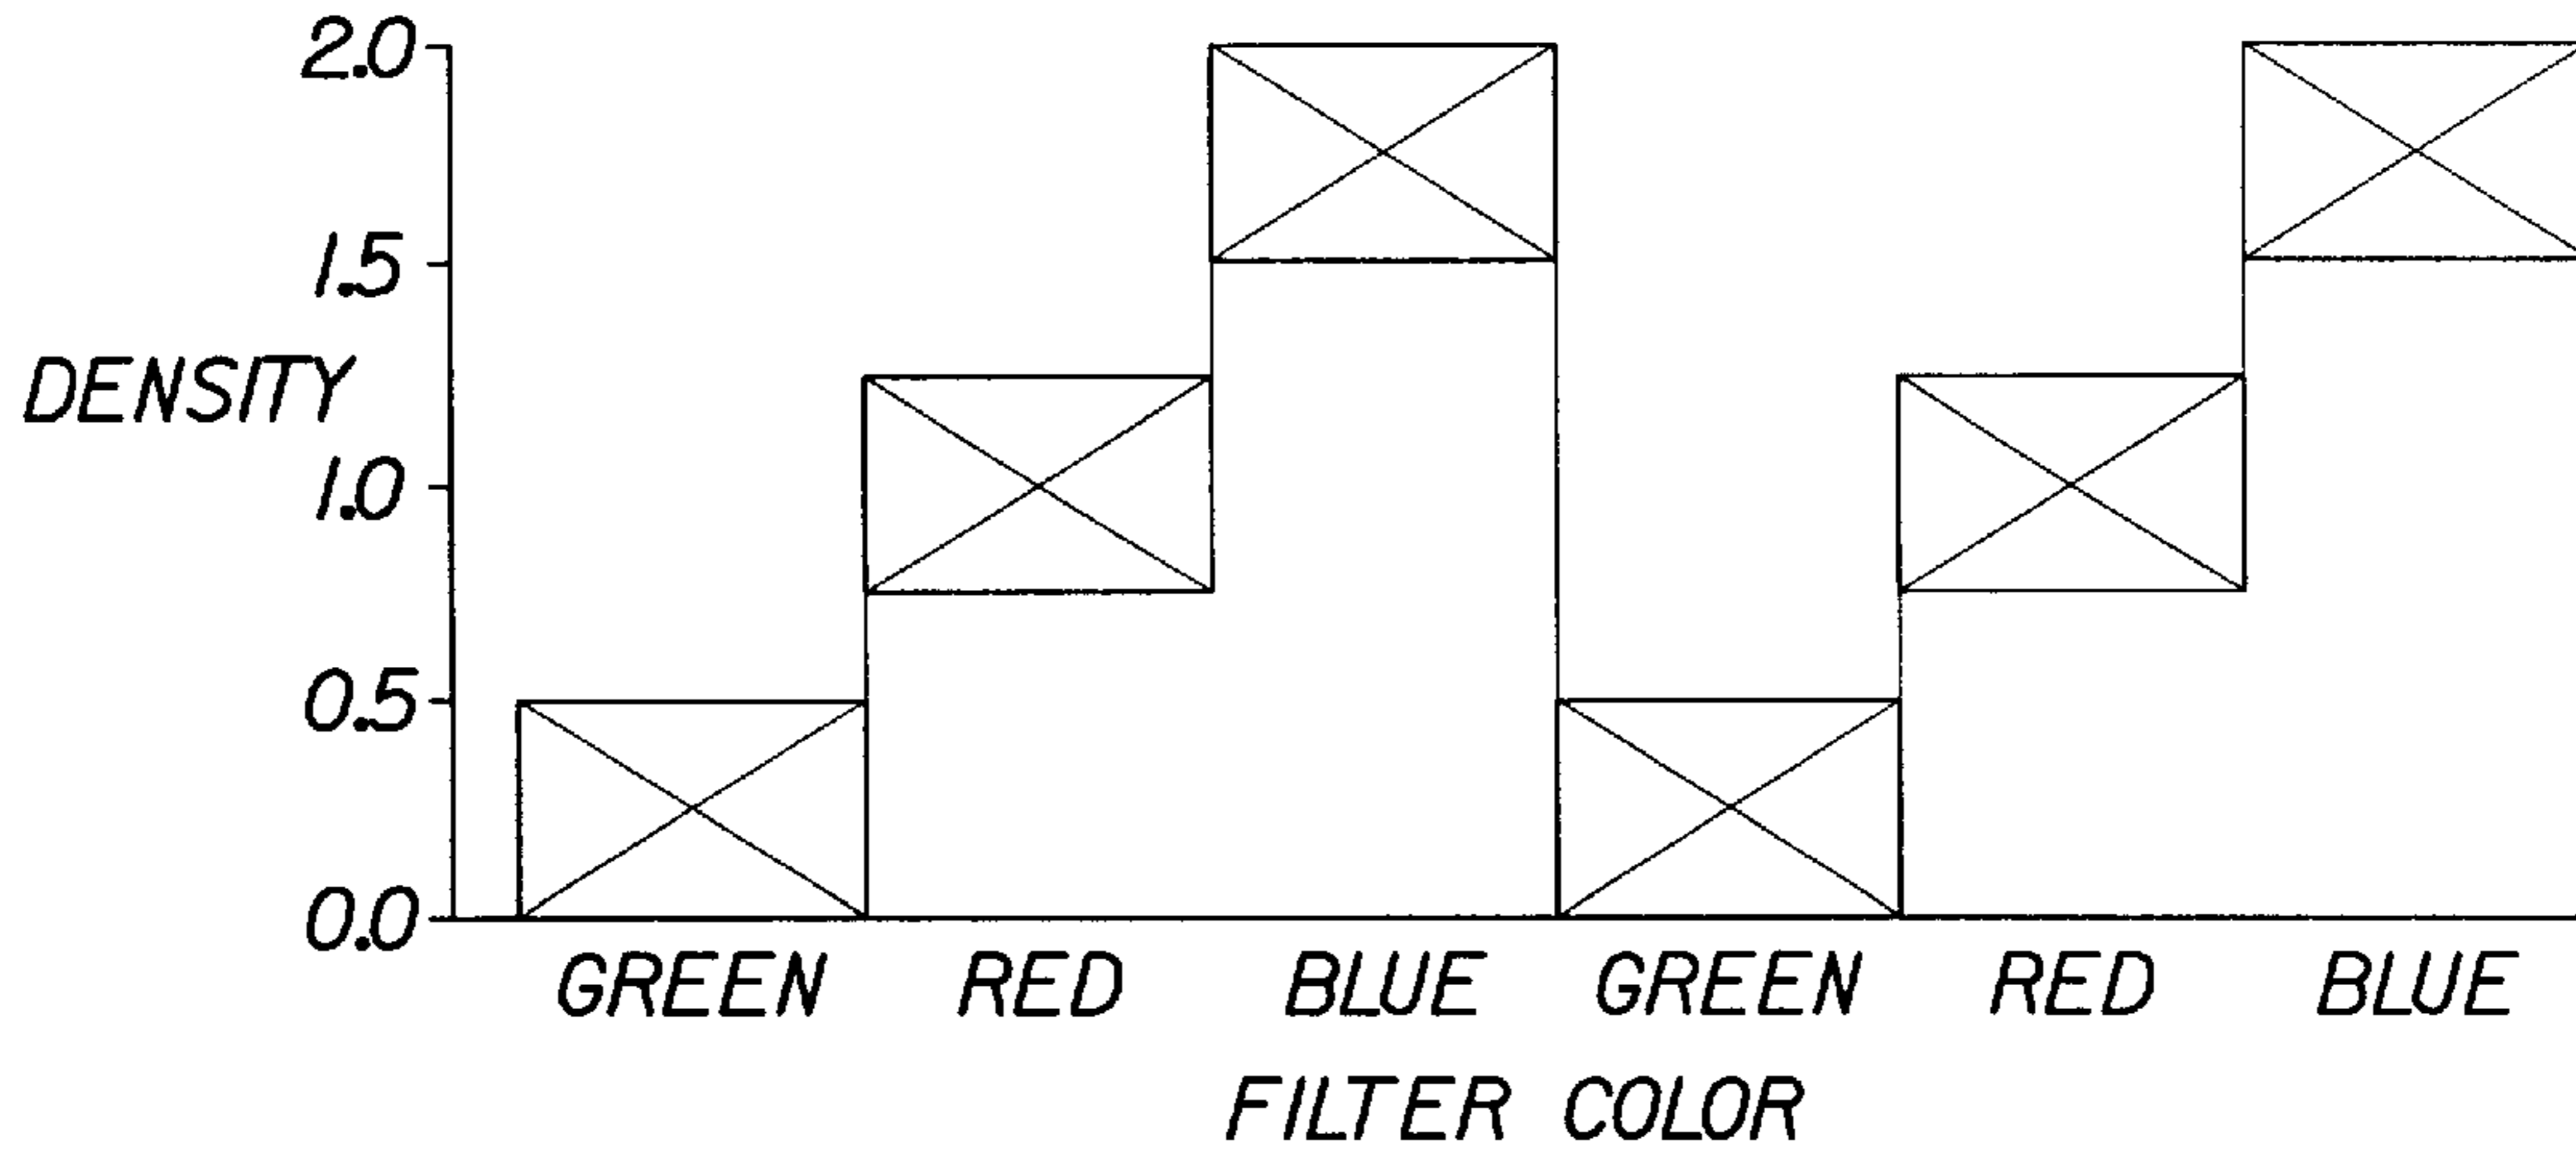 2.0
1.5
DENSITY
1.0
0.5
0.0
GREEN RED BLUE GREEN RED BLUE
FILTER COLOR